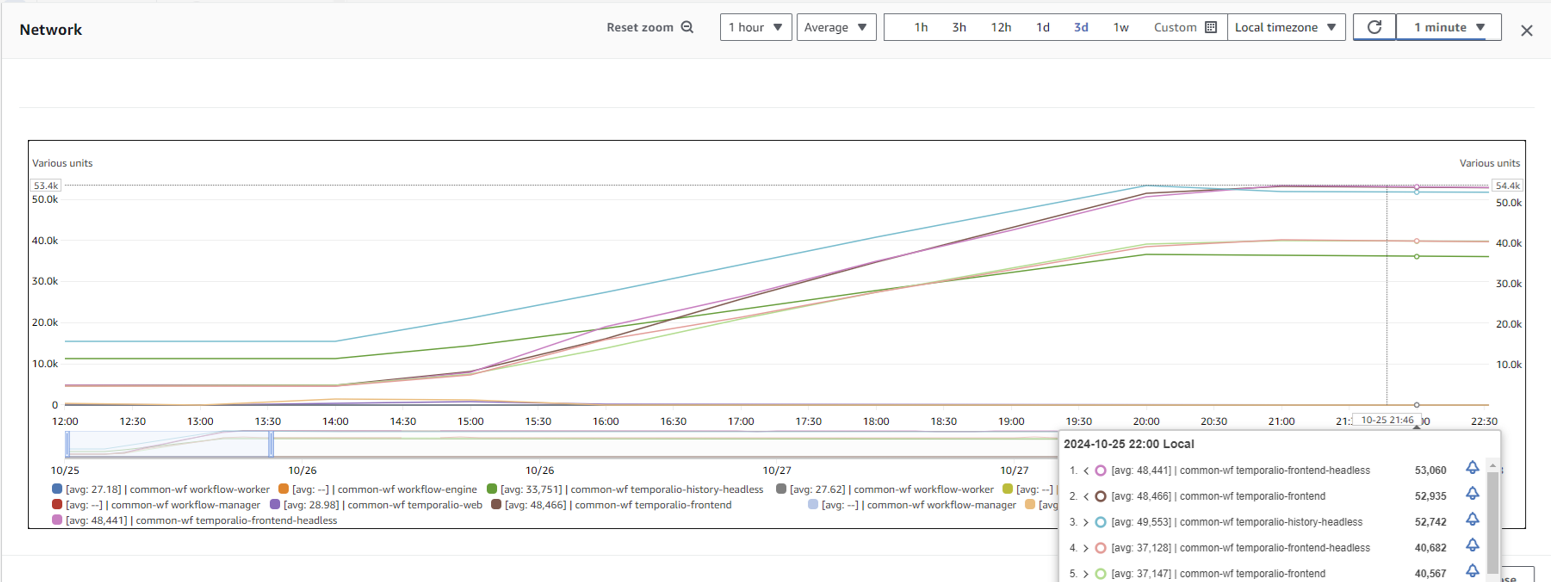 Network
Reset zoom 1 hour Average 1h 3h 12h 1d 3d 1w Custom Local timezone 1 minute
Various units Various units
53.4k 54.4k
50.0k 50.0k
40.0k 40.0k
30.0k 30.0k
20.0k 20.0k
10.0k 10.0k
0
12:00 12:30 13:00 13:30 14:00 14:30 15:00 15:30 16:00 16:30 17:00 17:30 18:00 18:30 19:00 19:30 20:00 20:30 21:00 10-25 21:46 22:30
10/25 10/26 10/26 10/27 10/27
[avg: 27.18] | common-wf workflow-worker [avg: --] | common-wf workflow-engine [avg: 33,751] | common-wf temporalio-history-headless [avg: 27.62] | common-wf workflow-worker [avg: --] |
[avg: --] | common-wf workflow-manager [avg: 28.98] | common-wf temporalio-web [avg: 48,466] | common-wf temporalio-frontend [avg: --] | common-wf workflow-manager [avg:
[avg: 48,441] | common-wf temporalio-frontend-headless
2024-10-25 22:00 Local
1. < [avg: 48,441] | common-wf temporalio-frontend-headless 53,060
2. < [avg: 48,466] | common-wf temporalio-frontend 52,935
3. > [avg: 49,553] | common-wf temporalio-history-headless 52,742
4. > [avg: 37,128] | common-wf temporalio-frontend-headless 40,682
5. > [avg: 37,147] | common-wf temporalio-frontend 40,567